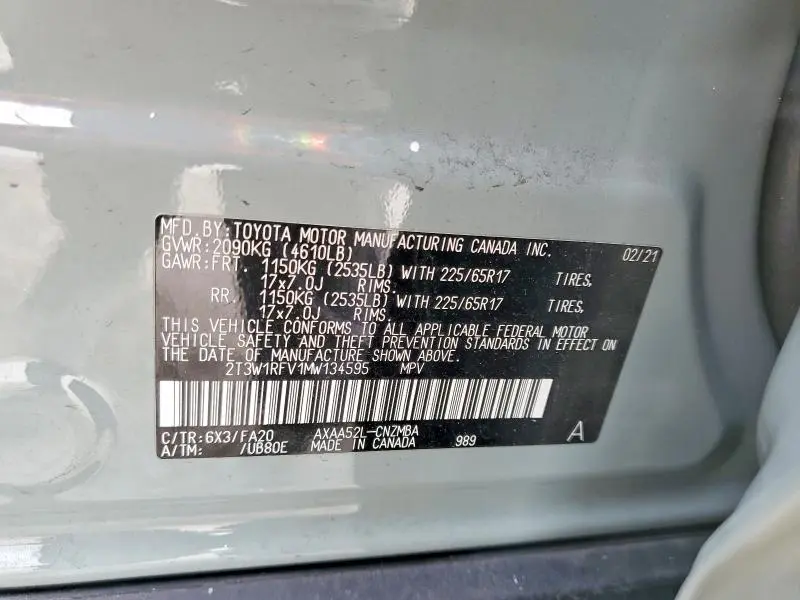 MFD. BY: TOYOTA MOTOR MANUFACTURING CANADA INC. 02/21
GVWR: 2090KG (4610LB)
GAWR: FRT. 1150KG (2535LB) WITH 225/65R17 TIRES,
17x7.0J RIMS.
RR. 1150KG (2535LB) WITH 225/65R17 TIRES,
17x7.0J RIMS.
THIS VEHICLE CONFORMS TO ALL APPLICABLE FEDERAL MOTOR
VEHICLE SAFETY AND THEFT PREVENTION STANDARDS IN EFFECT ON
THE DATE OF MANUFACTURE SHOWN ABOVE.
2T3W1RFV1MW134595 MPV
C/TR: 6X3/FA20 AXAA52L-CNZMBA A
A/TM: /UB80E MADE IN CANADA 989